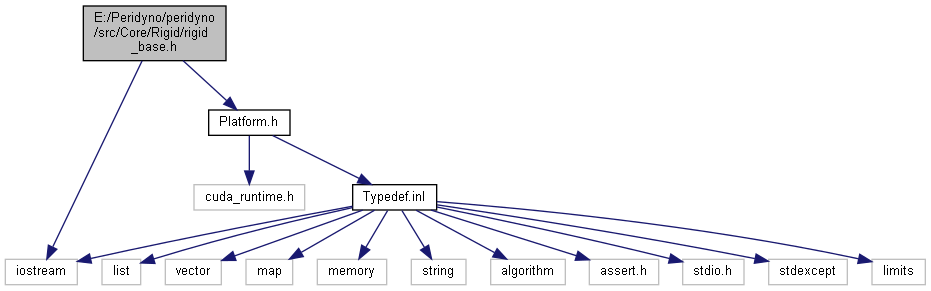 E:/Peridyno/peridyno
/src/Core/Rigid/rigid
_base.h
Platform.h
cuda_runtime.h
Typedef.inl
iostream
list
vector
map
memory
string
algorithm
assert.h
stdio.h
stdexcept
limits